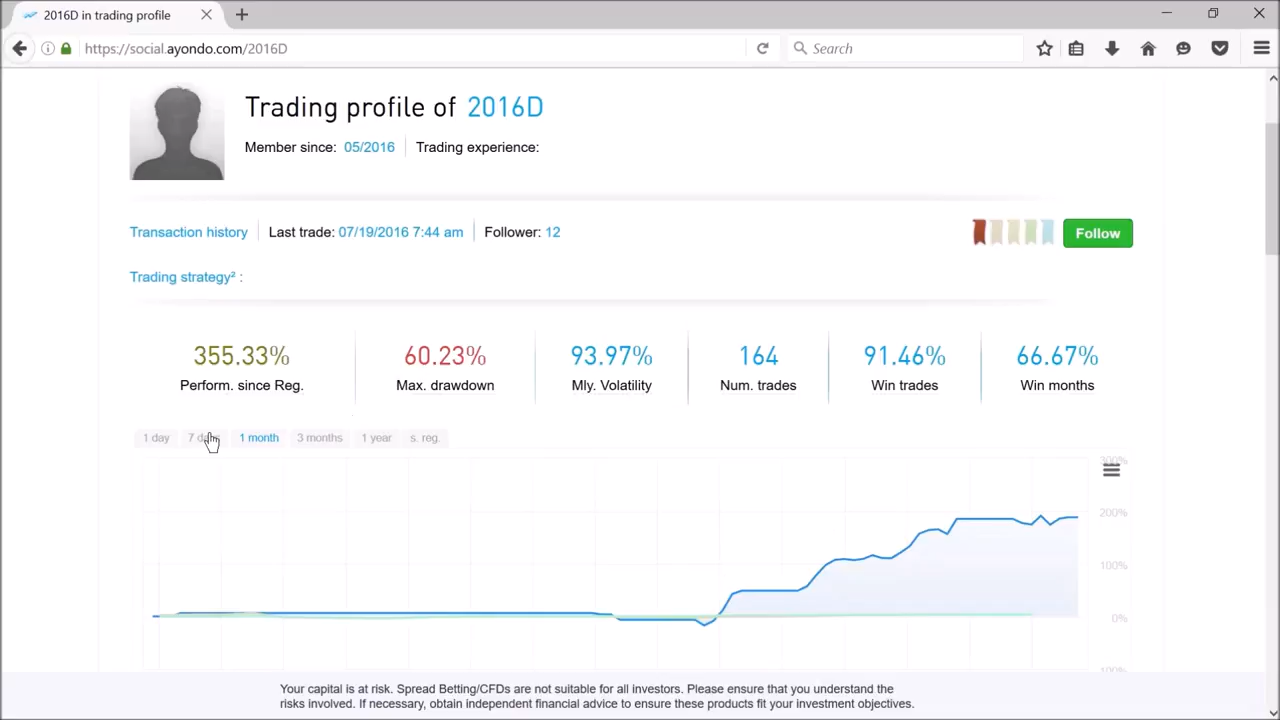 2016D in trading profile
https://social.ayondo.com/2016D
Search
Trading profile of 2016D
Member since: 05/2016 Trading experience:
Transaction history Last trade: 07/19/2016 7:44 am Follower: 12
Follow
Trading strategy² :
355.33% 60.23% 93.97% 164 91.46% 66.67%
Perform. since Reg. Max. drawdown Mly. Volatility Num. trades Win trades Win months
1 day 7 1 month 3 months 1 year s. reg.
300%
200%
100%
0%
Your capital is at risk. Spread Betting/CFDs are not suitable for all investors. Please ensure that you understand the
risks involved. If necessary, obtain independent financial advice to ensure these products fit your investment objectives.